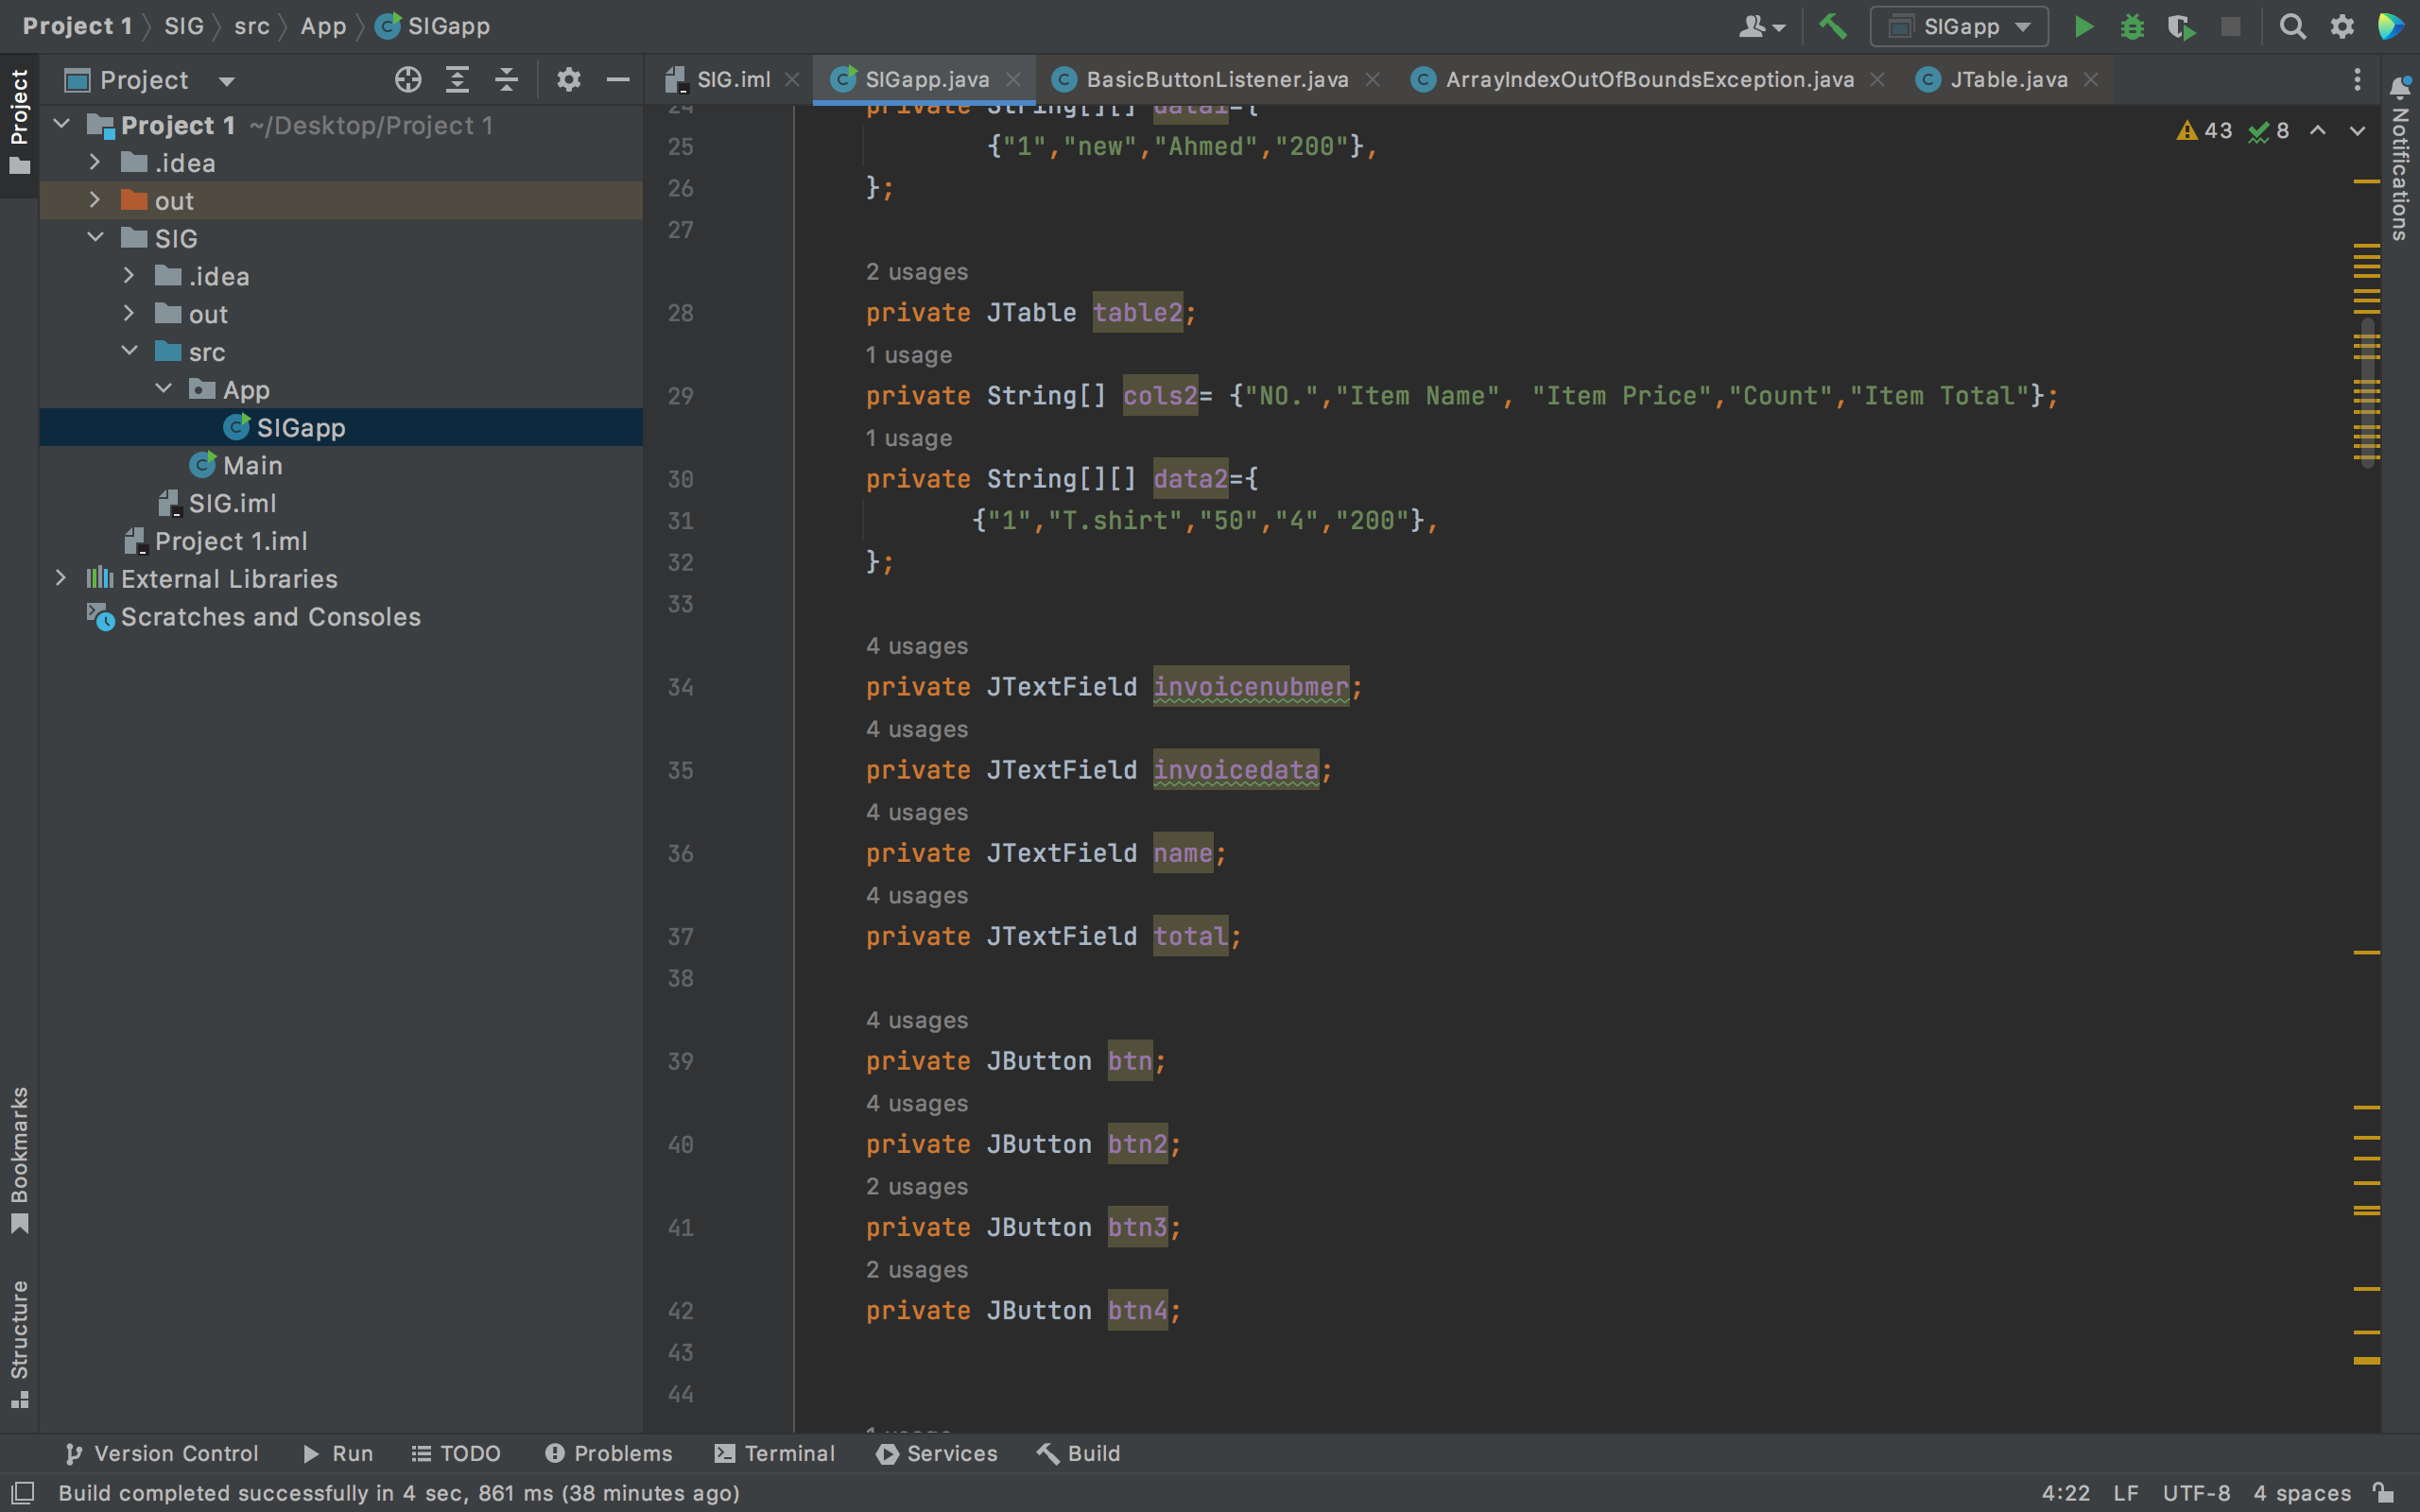 Project 1 SIG src App SIGapp
SIGapp
Project
SIG.iml SIGapp.java BasicButtonListener.java ArrayIndexOutOfBoundsException.java JTable.java
Project
Notifications
Bookmarks
Structure
Project 1 ~/Desktop/Project 1
.idea
out
SIG
.idea
out
src
App
SIGapp
Main
SIG.iml
Project 1.iml
External Libraries
Scratches and Consoles
43 8
24 private String[][] data1={
25 {"1","new","Ahmed","200"},
26 };
27
2 usages
28 private JTable table2;
1 usage
29 private String[] cols2= {"NO.","Item Name", "Item Price","Count","Item Total"};
1 usage
30 private String[][] data2={
31 {"1","T.shirt","50","4","200"},
32 };
33
4 usages
34 private JTextField invoicenubmer;
4 usages
35 private JTextField invoicedata;
4 usages
36 private JTextField name;
4 usages
37 private JTextField total;
38
4 usages
39 private JButton btn;
4 usages
40 private JButton btn2;
2 usages
41 private JButton btn3;
2 usages
42 private JButton btn4;
43
44
1 usage
Version Control Run TODO Problems Terminal Services Build
Build completed successfully in 4 sec, 861 ms (38 minutes ago) 4:22 LF UTF-8 4 spaces